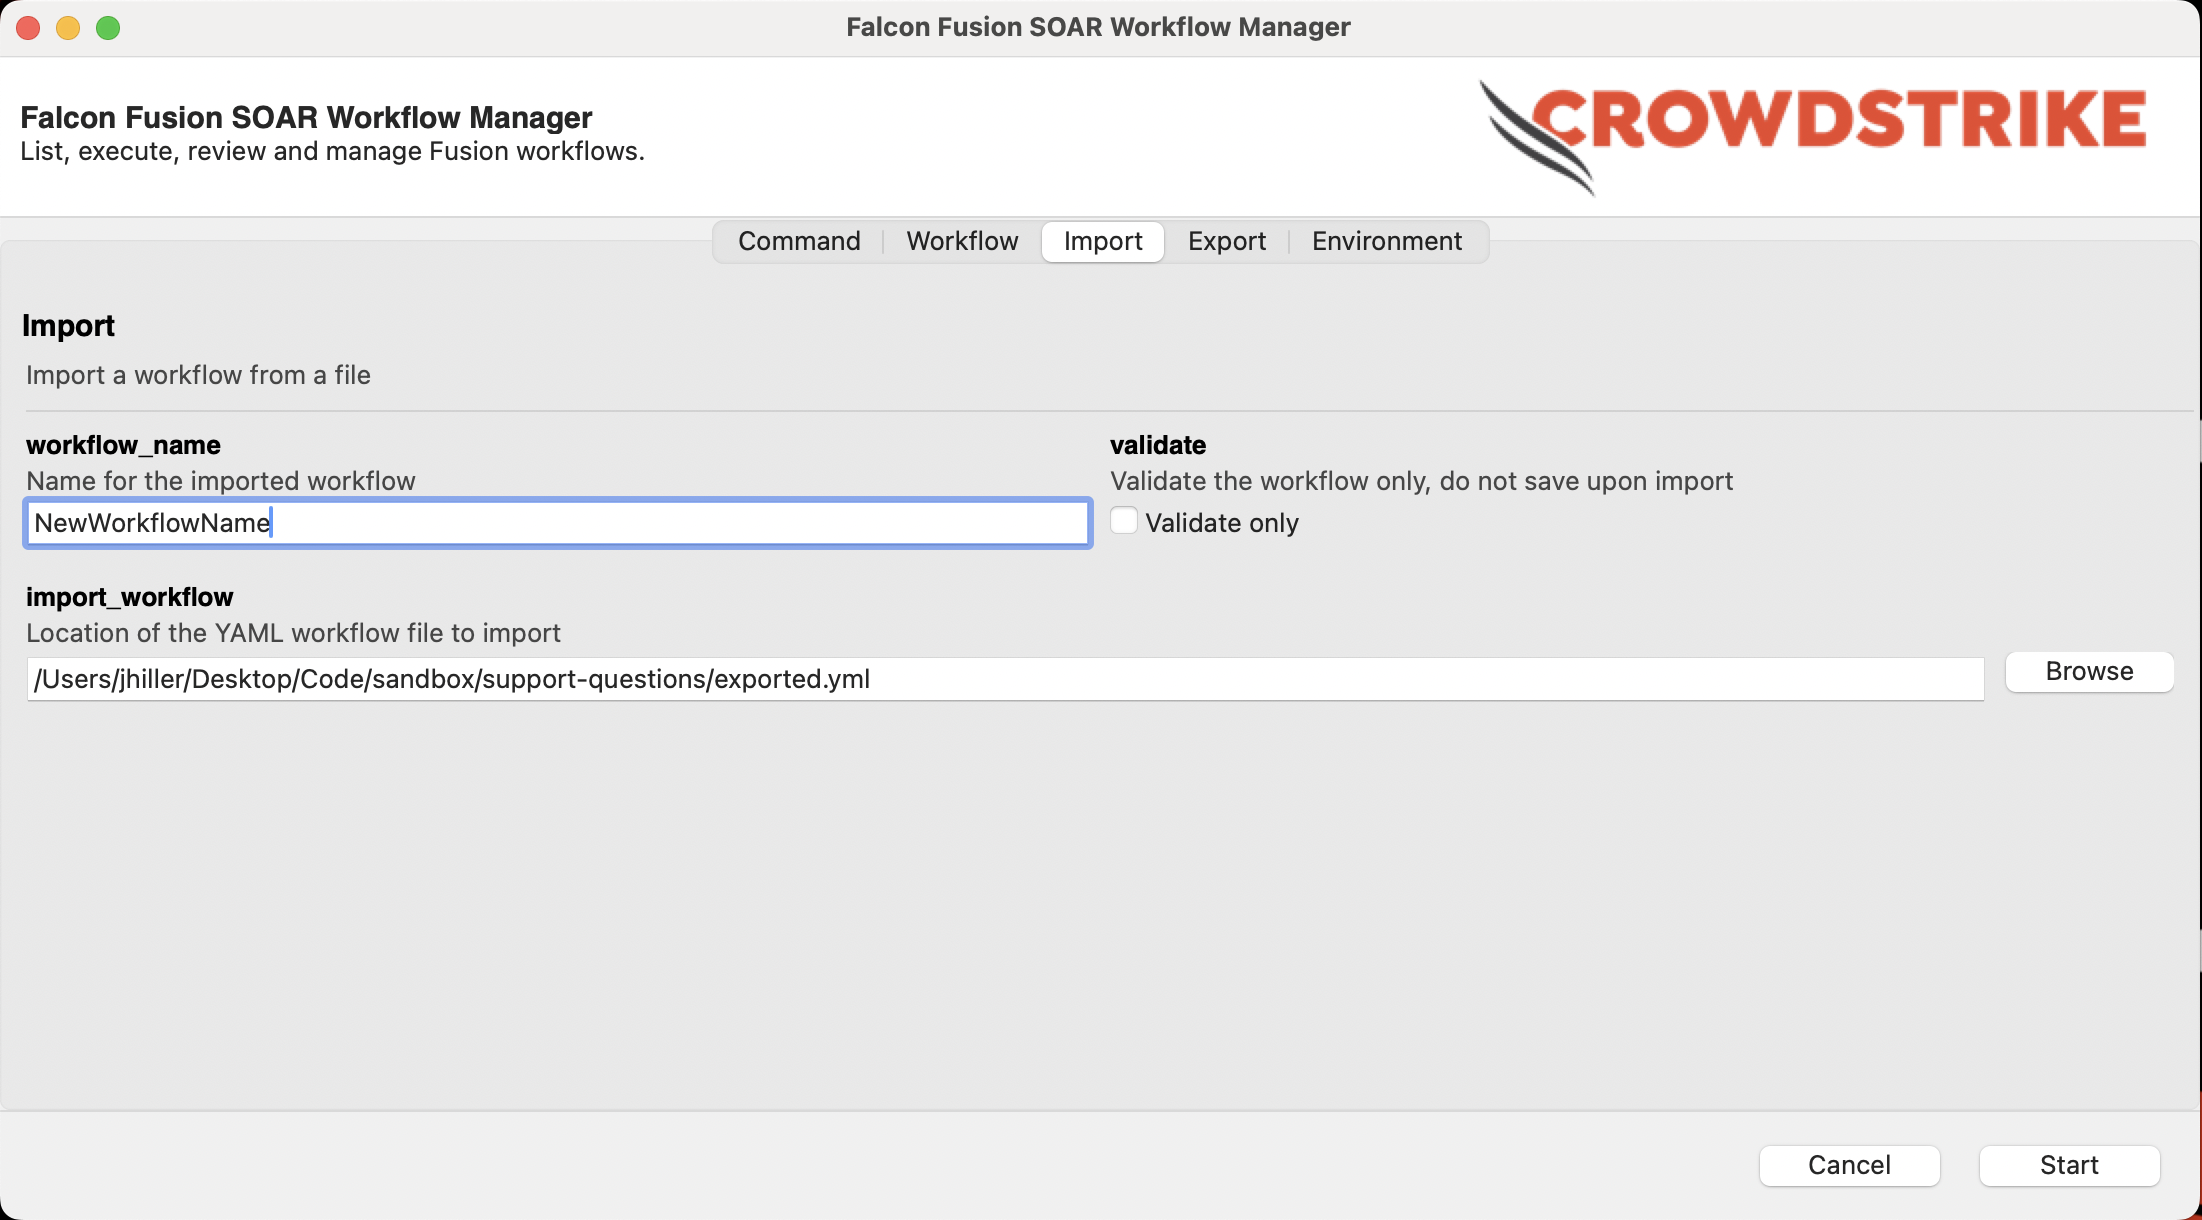 Falcon Fusion SOAR Workflow Manager
Falcon Fusion SOAR Workflow Manager
List, execute, review and manage Fusion workflows.
CROWDSTRIKE
Command
Workflow
Import
Export
Environment
Import
Import a workflow from a file
workflow_name
Name for the imported workflow
NewWorkflowName
validate
Validate the workflow only, do not save upon import
Validate only
import_workflow
Location of the YAML workflow file to import
/Users/jhiller/Desktop/Code/sandbox/support-questions/exported.yml
Browse
Cancel
Start